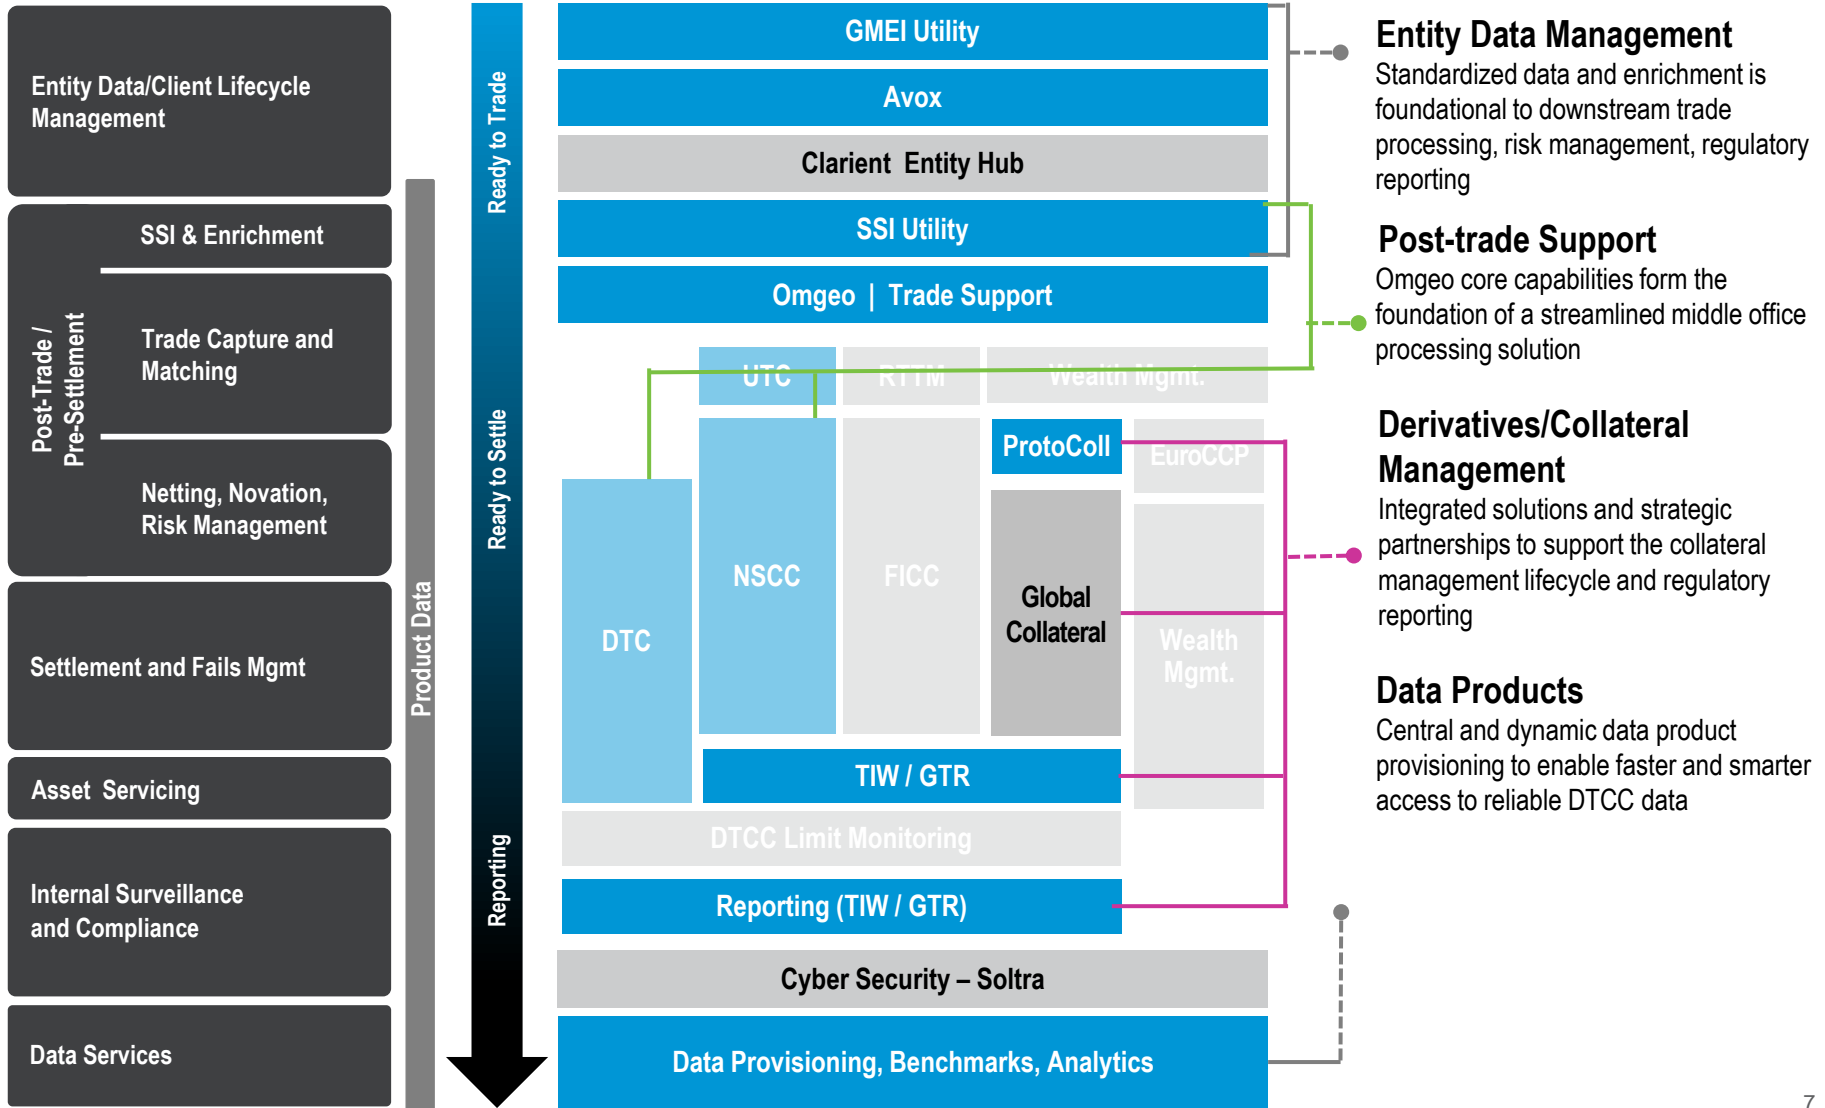 Entity Data/Client Lifecycle
Management
SSI & Enrichment
Post-Trade /
Pre-Settlement
Trade Capture and
Matching
Netting, Novation,
Risk Management
Settlement and Fails Mgmt
Asset Servicing
Internal Surveillance
and Compliance
Data Services
Product Data
Ready to Trade
Ready to Settle
Reporting
GMEI Utility
Avox
Clarient Entity Hub
SSI Utility
Omgeo | Trade Support
UTC
RTTM
Wealth Mgmt.
ProtoColl
EuroCCP
NSCC
FICC
Global
Collateral
DTC
Wealth
Mgmt.
TIW / GTR
DTCC Limit Monitoring
Reporting (TIW / GTR)
Cyber Security – Soltra
Data Provisioning, Benchmarks, Analytics
Entity Data Management
Standardized data and enrichment is
foundational to downstream trade
processing, risk management, regulatory
reporting
Post-trade Support
Omgeo core capabilities form the
foundation of a streamlined middle office
processing solution
Derivatives/Collateral
Management
Integrated solutions and strategic
partnerships to support the collateral
management lifecycle and regulatory
reporting
Data Products
Central and dynamic data product
provisioning to enable faster and smarter
access to reliable DTCC data
7